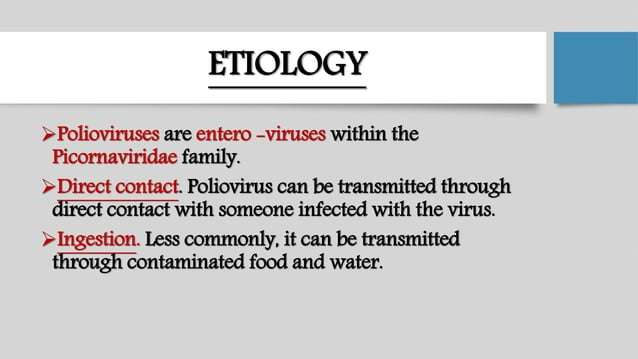 ETIOLOGY
➢Polioviruses are entero -viruses within the
Picornaviridae family.
➢Direct contact. Poliovirus can be transmitted through
direct contact with someone infected with the virus.
➢Ingestion. Less commonly, it can be transmitted
through contaminated food and water.